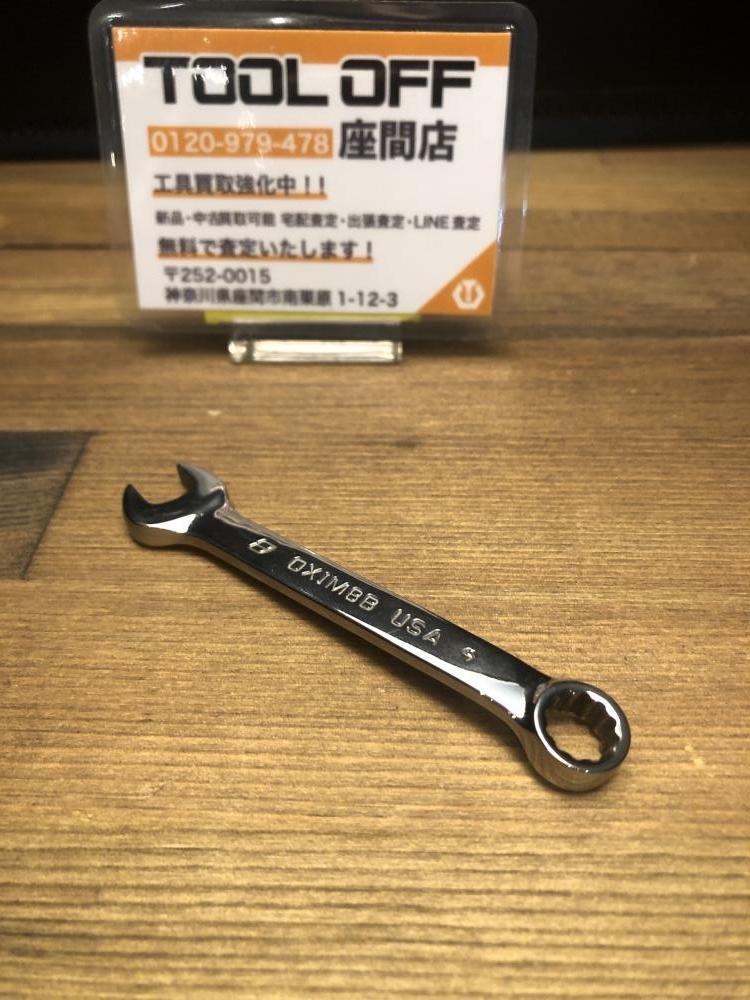 TOOL OFF
0120-979-478 座間店
工具買取強化中！！
新品・中古買取可能 宅配査定・出張査定・LINE査定
無料で査定いたします！
〒252-0015
神奈川県座間市南栗原1-12-3
8 OXIM8B USA